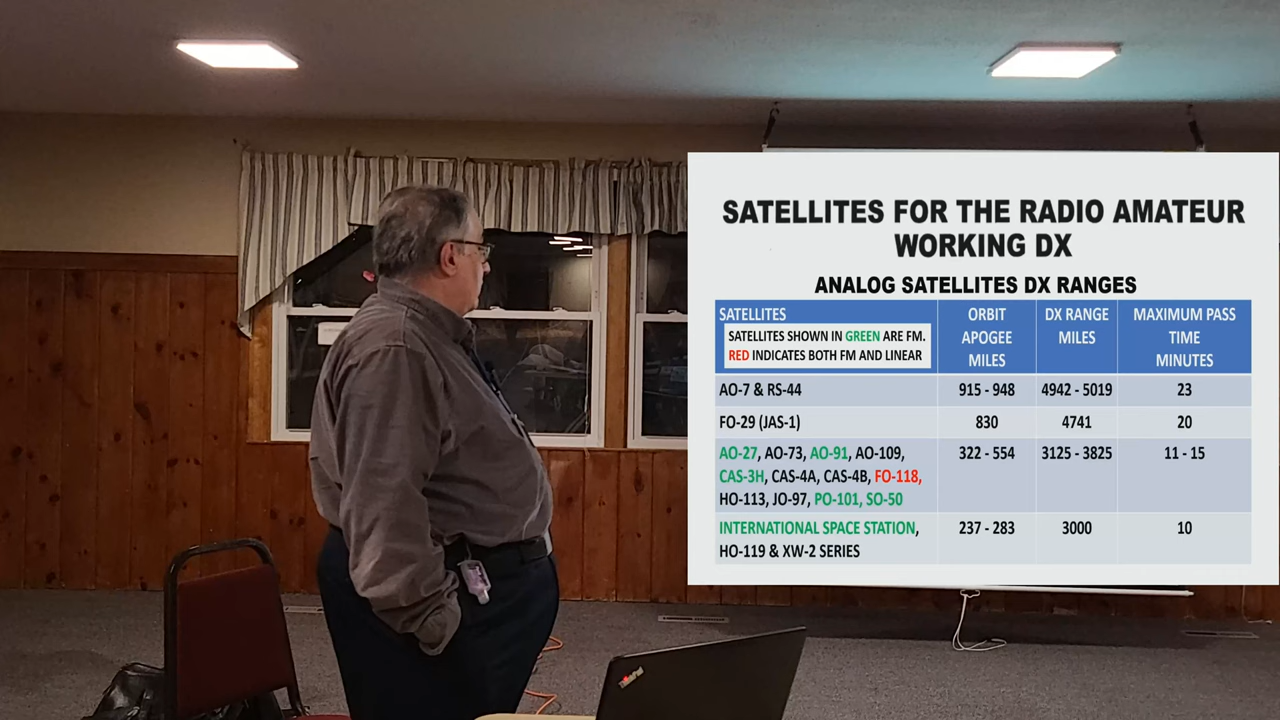 SATELLITES FOR THE RADIO AMATEUR
WORKING DX
ANALOG SATELLITES DX RANGES
SATELLITES
SATELLITES SHOWN IN GREEN ARE FM.
RED INDICATES BOTH FM AND LINEAR
ORBIT
APOGEE
MILES
DX RANGE
MILES
MAXIMUM PASS
TIME
MINUTES
AO-7 & RS-44 915 - 948 4942 - 5019 23
FO-29 (JAS-1) 830 4741 20
AO-27, AO-73, AO-91, AO-109, 322 - 554 3125 - 3825 11 - 15
CAS-3H, CAS-4A, CAS-4B, FO-118,
HO-113, JO-97, PO-101, SO-50
INTERNATIONAL SPACE STATION, 237 - 283 3000 10
HO-119 & XW-2 SERIES
ThinkPad